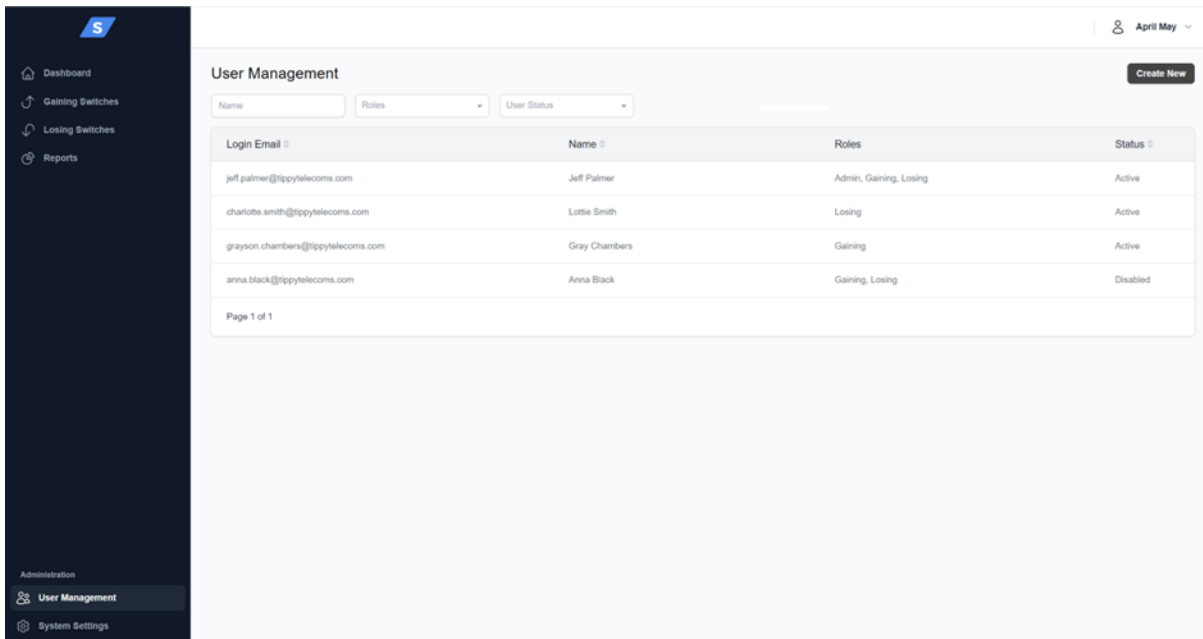 S
April May
Dashboard
Gaining Switches
Losing Switches
Reports
User Management
Create New
Name Roles User Status
Login Email Name Roles Status
jeff.palmer@tippytelecoms.com Jeff Palmer Admin, Gaining, Losing Active
charlotte.smith@tippytelecoms.com Lottie Smith Losing Active
grayson.chambers@tippytelecoms.com Gray Chambers Gaining Active
anna.black@tippytelecoms.com Anna Black Gaining, Losing Disabled
Page 1 of 1
Administration
User Management
System Settings